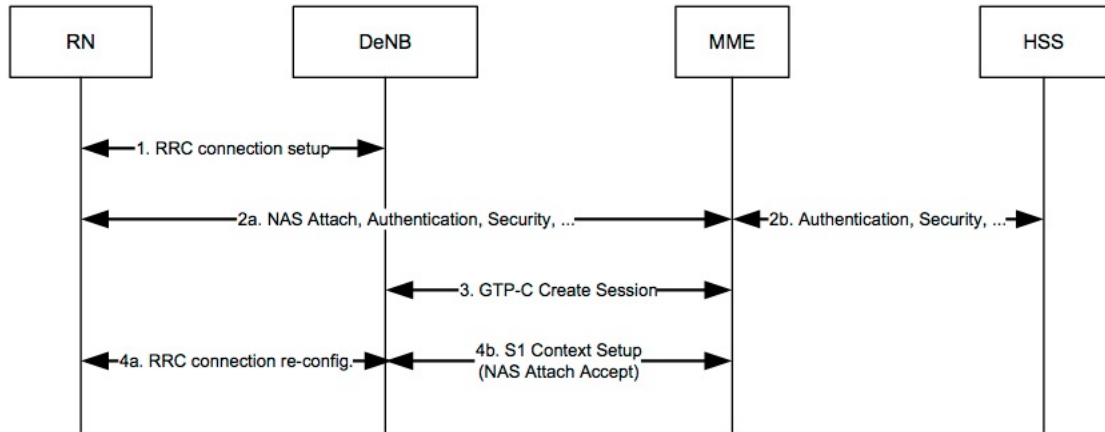 RN
DeNB
MME
HSS
1. RRC connection setup
2a. NAS Attach, Authentication, Security, ...
2b. Authentication, Security, ...
3. GTP-C Create Session
4a. RRC connection re-config.
4b. S1 Context Setup
(NAS Attach Accept)